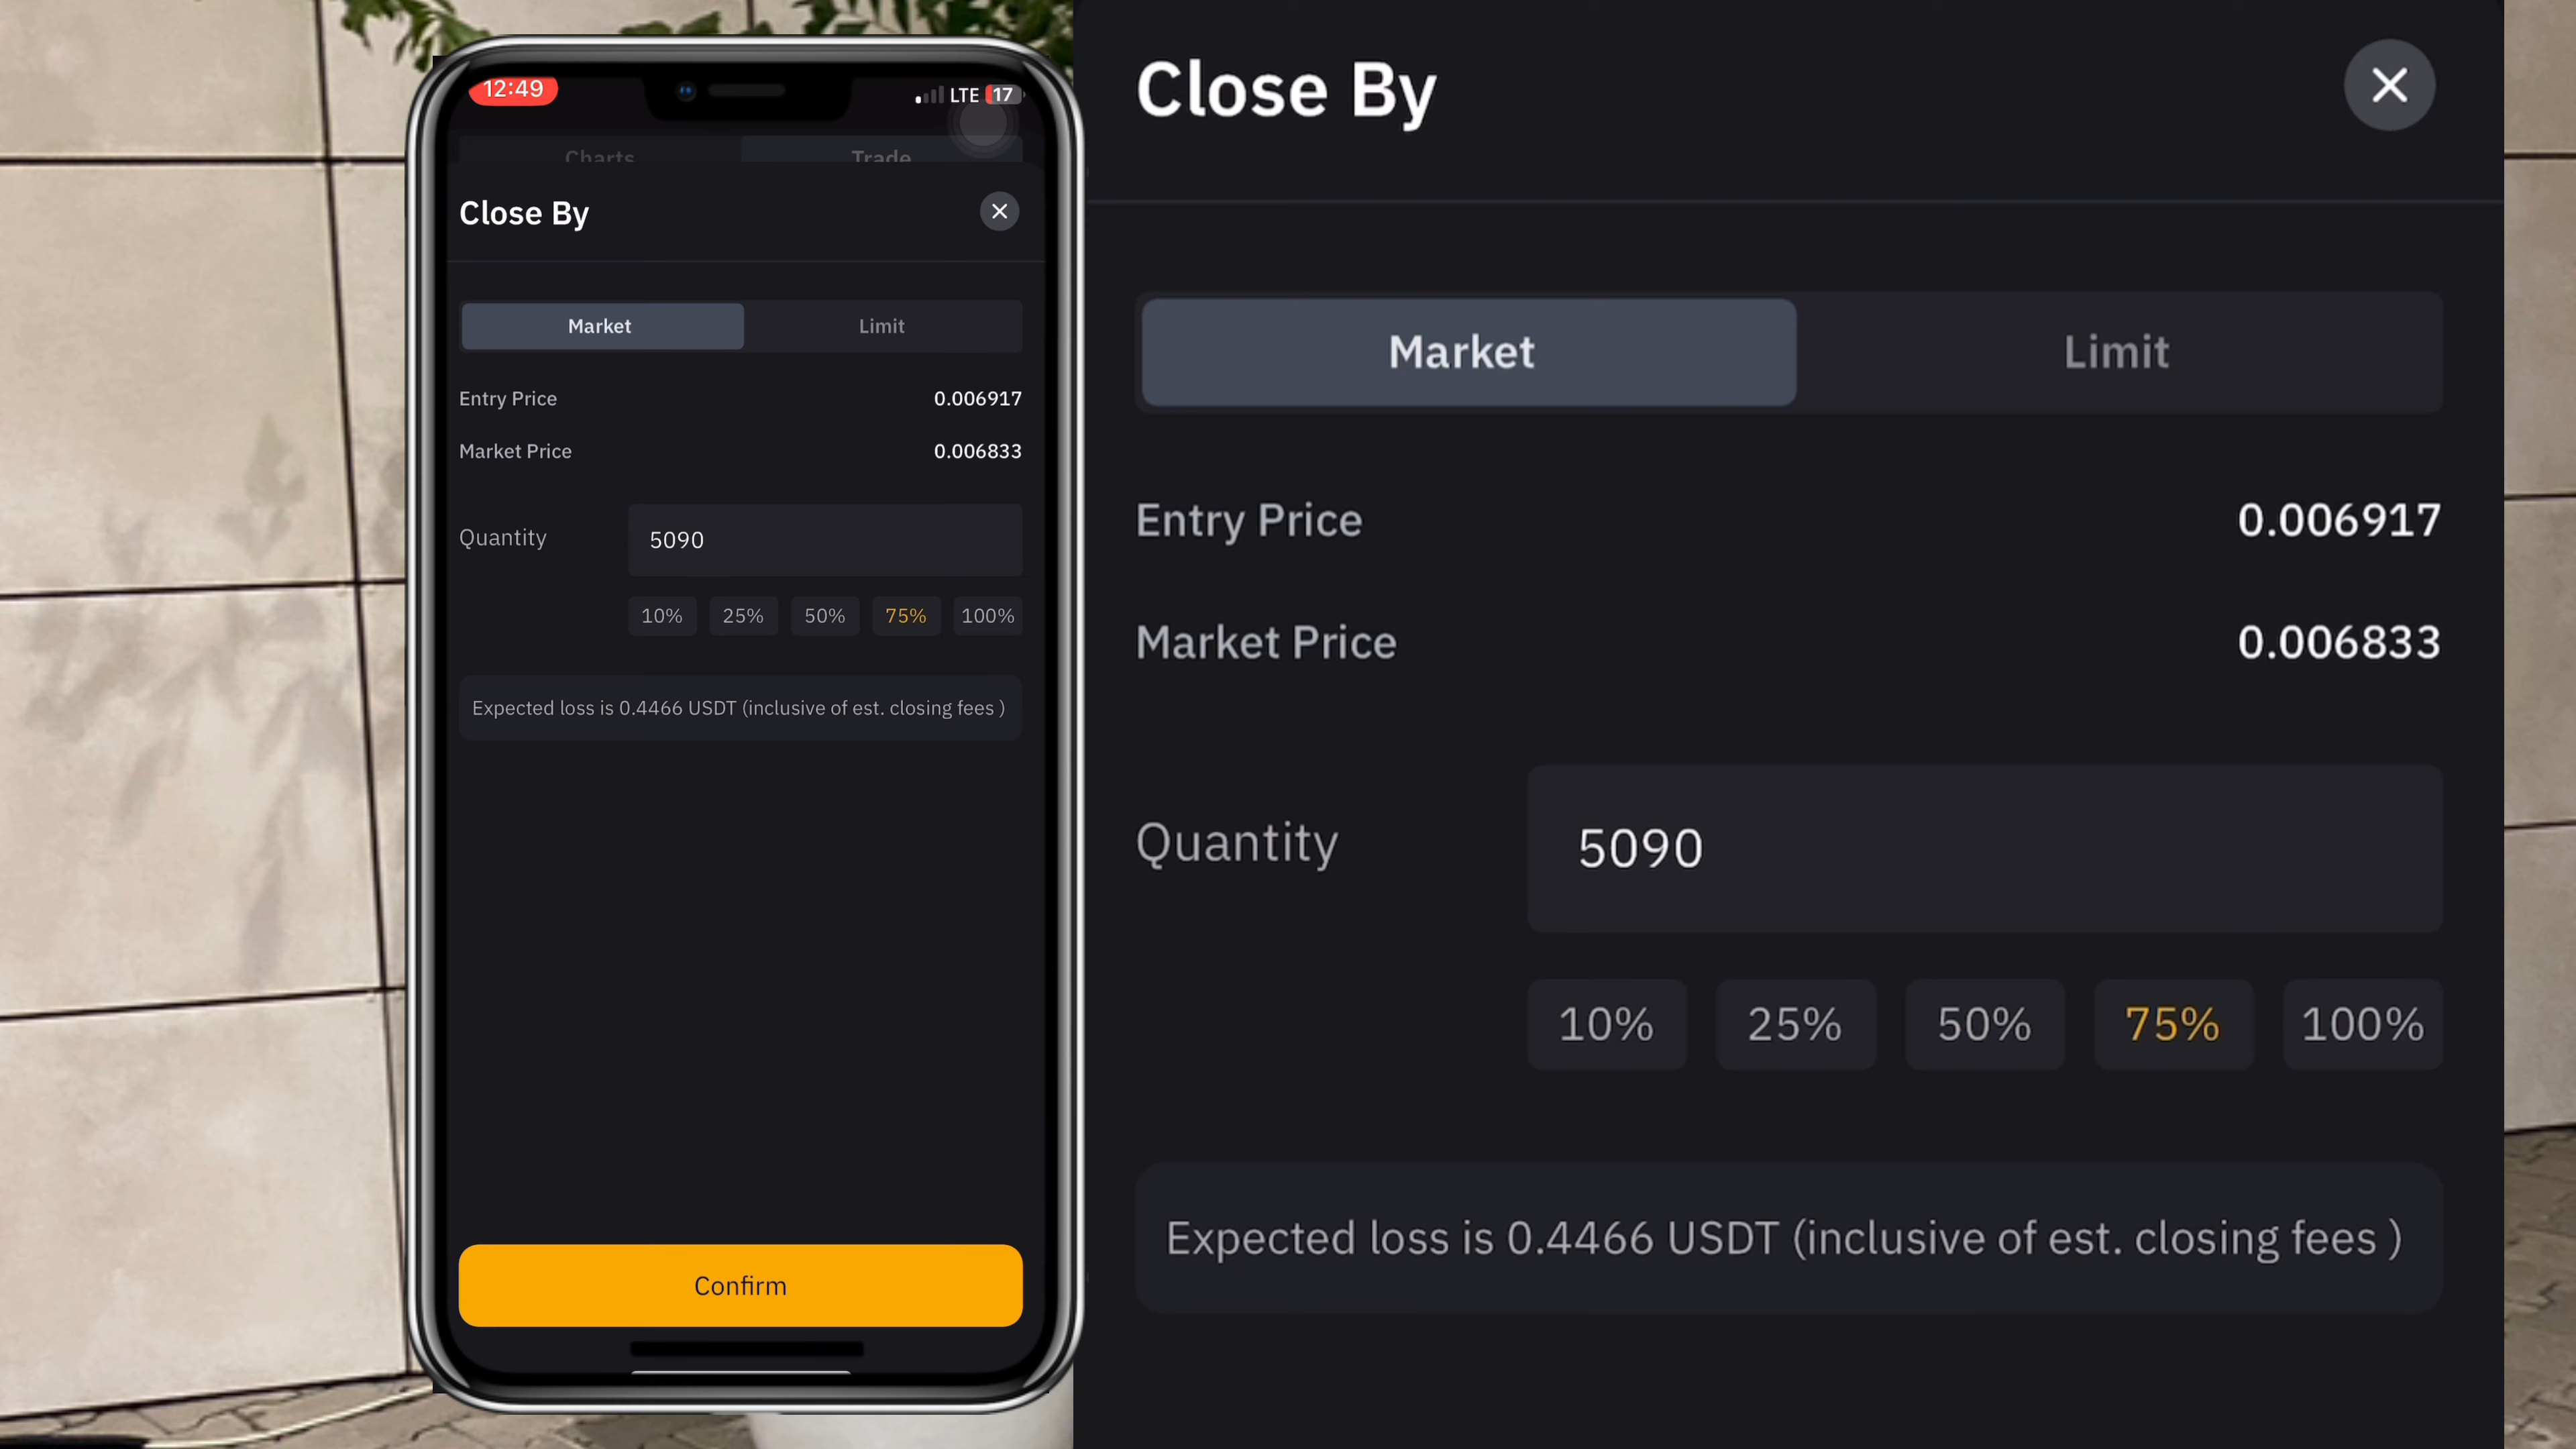 12:49
LTE 17
Charts Trade
Close By
Market Limit
Entry Price 0.006917
Market Price 0.006833
Quantity 5090
10% 25% 50% 75% 100%
Expected loss is 0.4466 USDT (inclusive of est. closing fees )
Confirm
Close By
Market Limit
Entry Price 0.006917
Market Price 0.006833
Quantity 5090
10% 25% 50% 75% 100%
Expected loss is 0.4466 USDT (inclusive of est. closing fees )